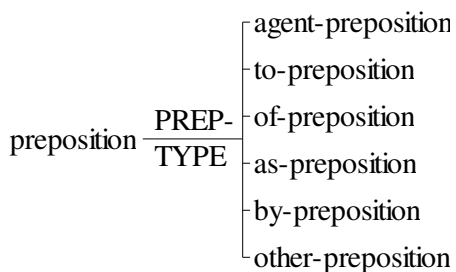 agent-preposition
to-preposition
of-preposition
preposition PREP-
TYPE
as-preposition
by-preposition
other-preposition